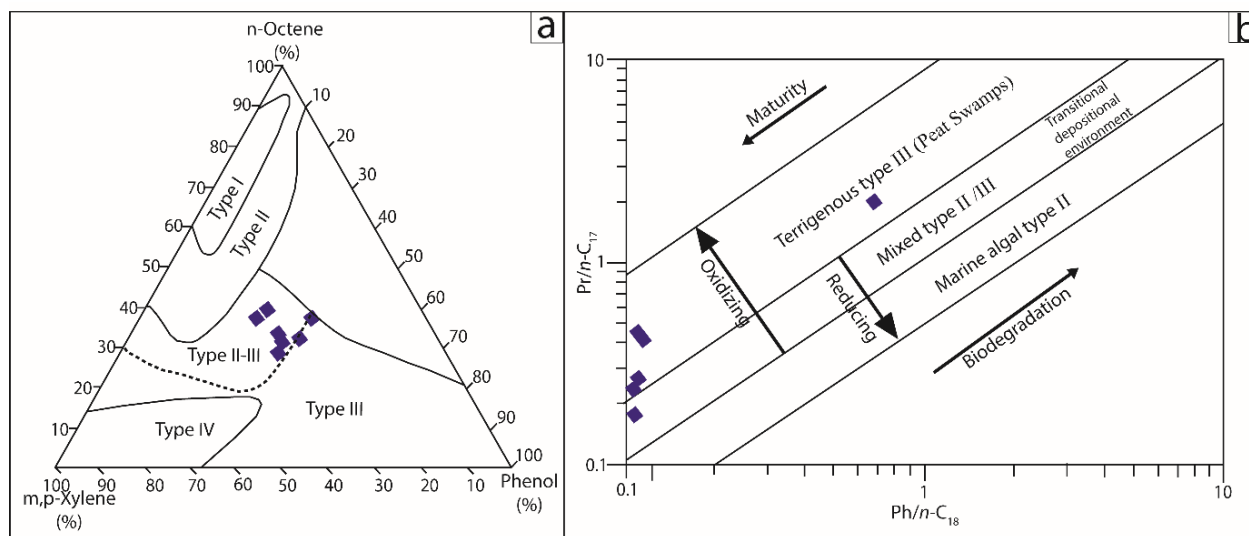 a
n-Octene
(%)
100
90
80
70
60
50
40
30
20
10
10
20
30
40
50
60
70
80
90
100
Type I
Type II
Type II-III
Type III
Type IV
100 90 80 70 60 50 40 30 20 10
m,p-Xylene
(%)
Phenol
(%)
b
10
1
0.1
Pr/n-C17
Maturity
Terrigenous type III (Peat Swamps)
Transitional
depositional
environment
Mixed type II /III
Marine algal type II
Oxidizing
Reducing
Biodegradation
0.1 1 10
Ph/n-C18